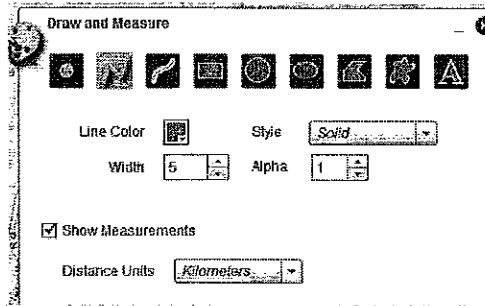 Draw and Measure
A
Line Color Style Solid
Width 5 Alpha 1
Show Measurements
Distance Units Kilometers